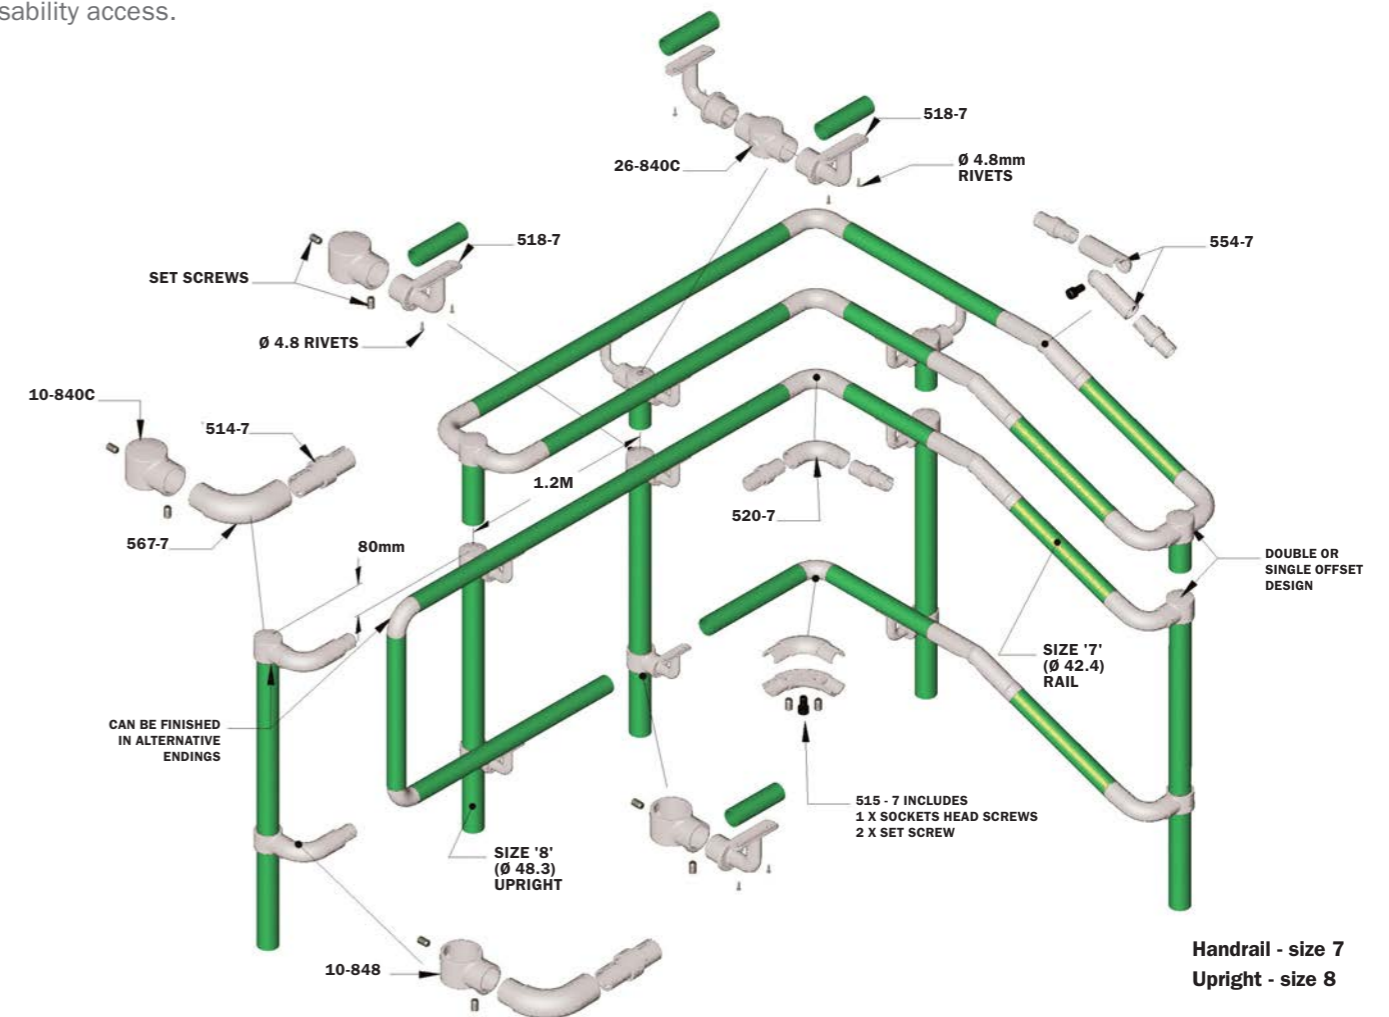 sability access.
518-7
26-840C
Ø 4.8mm
RIVETS
518-7
554-7
SET SCREWS
Ø 4.8 RIVETS
10-840C
514-7
1.2M
520-7
567-7
80mm
DOUBLE OR
SINGLE OFFSET
DESIGN
SIZE '7'
(Ø 42.4)
RAIL
CAN BE FINISHED
IN ALTERNATIVE
ENDINGS
515 - 7 INCLUDES
1 X SOCKETS HEAD SCREWS
2 X SET SCREW
SIZE '8'
(Ø 48.3)
UPRIGHT
10-848
Handrail - size 7
Upright - size 8